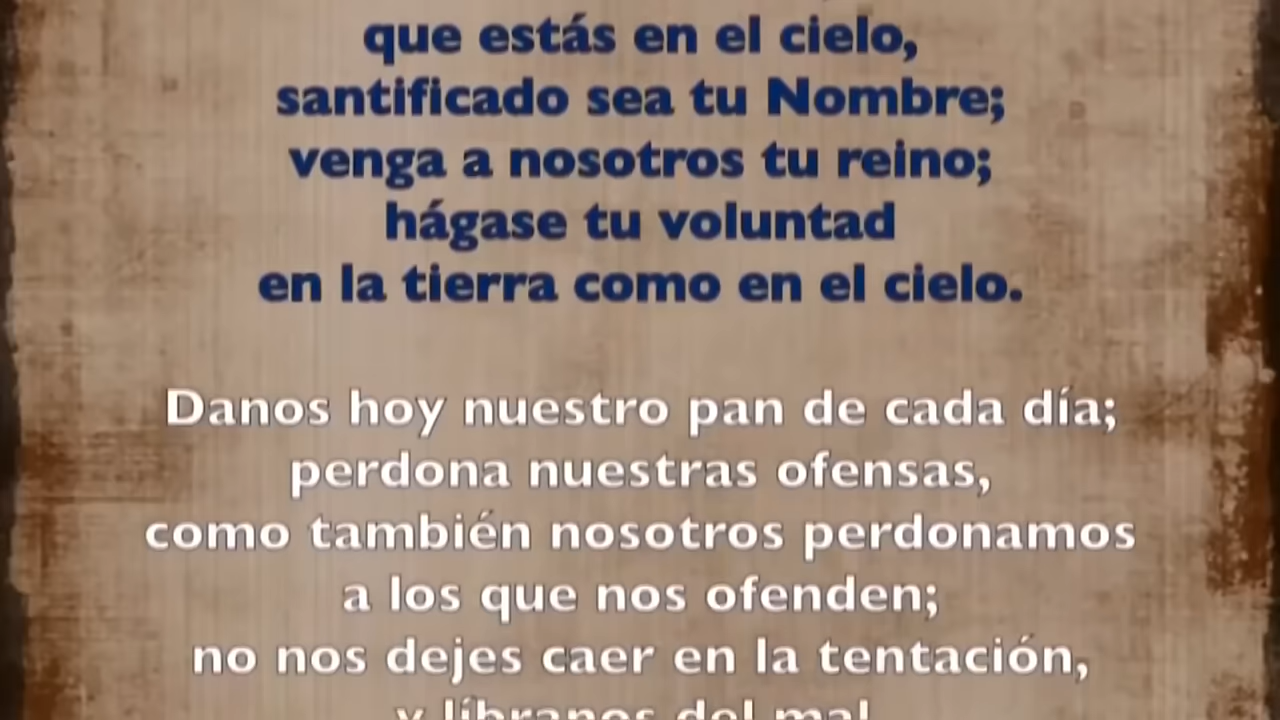 que estás en el cielo,
santificado sea tu Nombre;
venga a nosotros tu reino;
hágase tu voluntad
en la tierra como en el cielo.
Danos hoy nuestro pan de cada día;
perdona nuestras ofensas,
como también nosotros perdonamos
a los que nos ofenden;
no nos dejes caer en la tentación,
y líbranos del mal